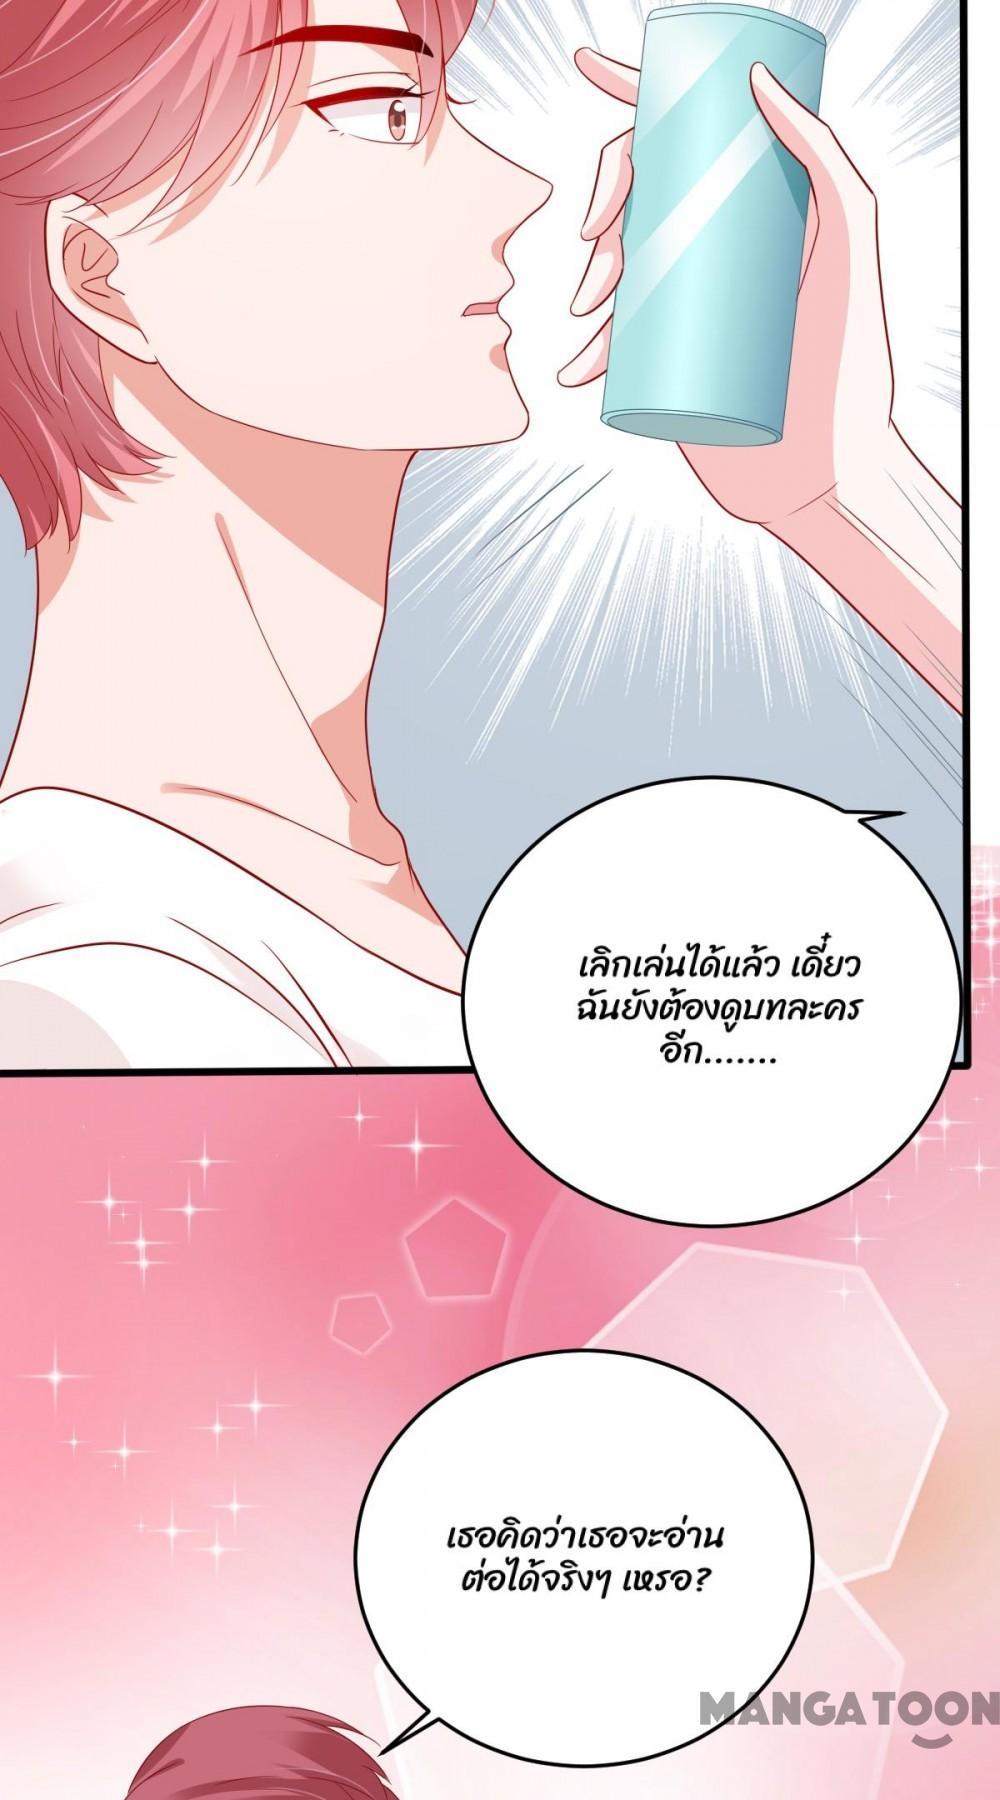 เลิกเล่นได้แล้ว เดี๋ยว
ฉันยังต้องดูบทละคร
อีก.......
เธอคิดว่าเธอจะอ่าน
ต่อได้จริงๆ เหรอ?
MANGATOON